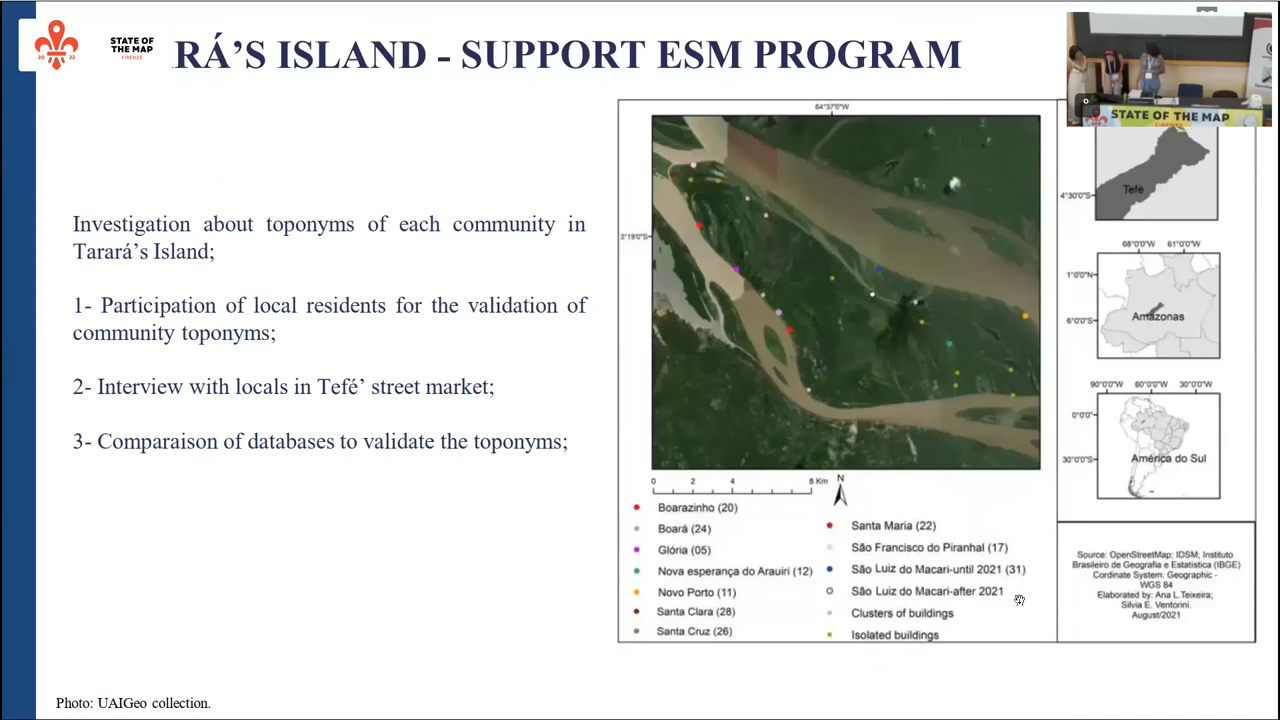 STATE OF
THE MAP
FIRENZE
20 22
RÁ'S ISLAND - SUPPORT ESM PROGRAM
STATE OF THE MAP
FIRENZE
Investigation about toponyms of each community in
Tarará's Island;
1- Participation of local residents for the validation of
community toponyms;
2- Interview with locals in Tefé' street market;
3- Comparaison of databases to validate the toponyms;
64°37'0"W
3°19'0"S
0 2 4 8 Km
N
Boarazinho (20)
Boará (24)
Glória (05)
Nova esperança do Arauiri (12)
Novo Porto (11)
Santa Clara (28)
Santa Cruz (26)
Santa Maria (22)
São Francisco do Piranhal (17)
São Luiz do Macari-until 2021 (31)
São Luiz do Macari-after 2021
Clusters of buildings
Isolated buildings
4°30'0"S
Tefé
68°0'0"W 61°0'0"W
1°0'0"N
6°0'0"S
Amazonas
90°0'0"W 60°0'0"W 30°0'0"W
0°0'0"
30°0'0"S
América do Sul
Source: OpenStreetMap; IDSM; Instituto
Brasileiro de Geografia e Estatística (IBGE)
Cordinate System: Geographic -
WGS 84
Elaborated by: Ana L.Teixeira;
Silvia E. Ventorini.
August/2021
Photo: UAIGeo collection.